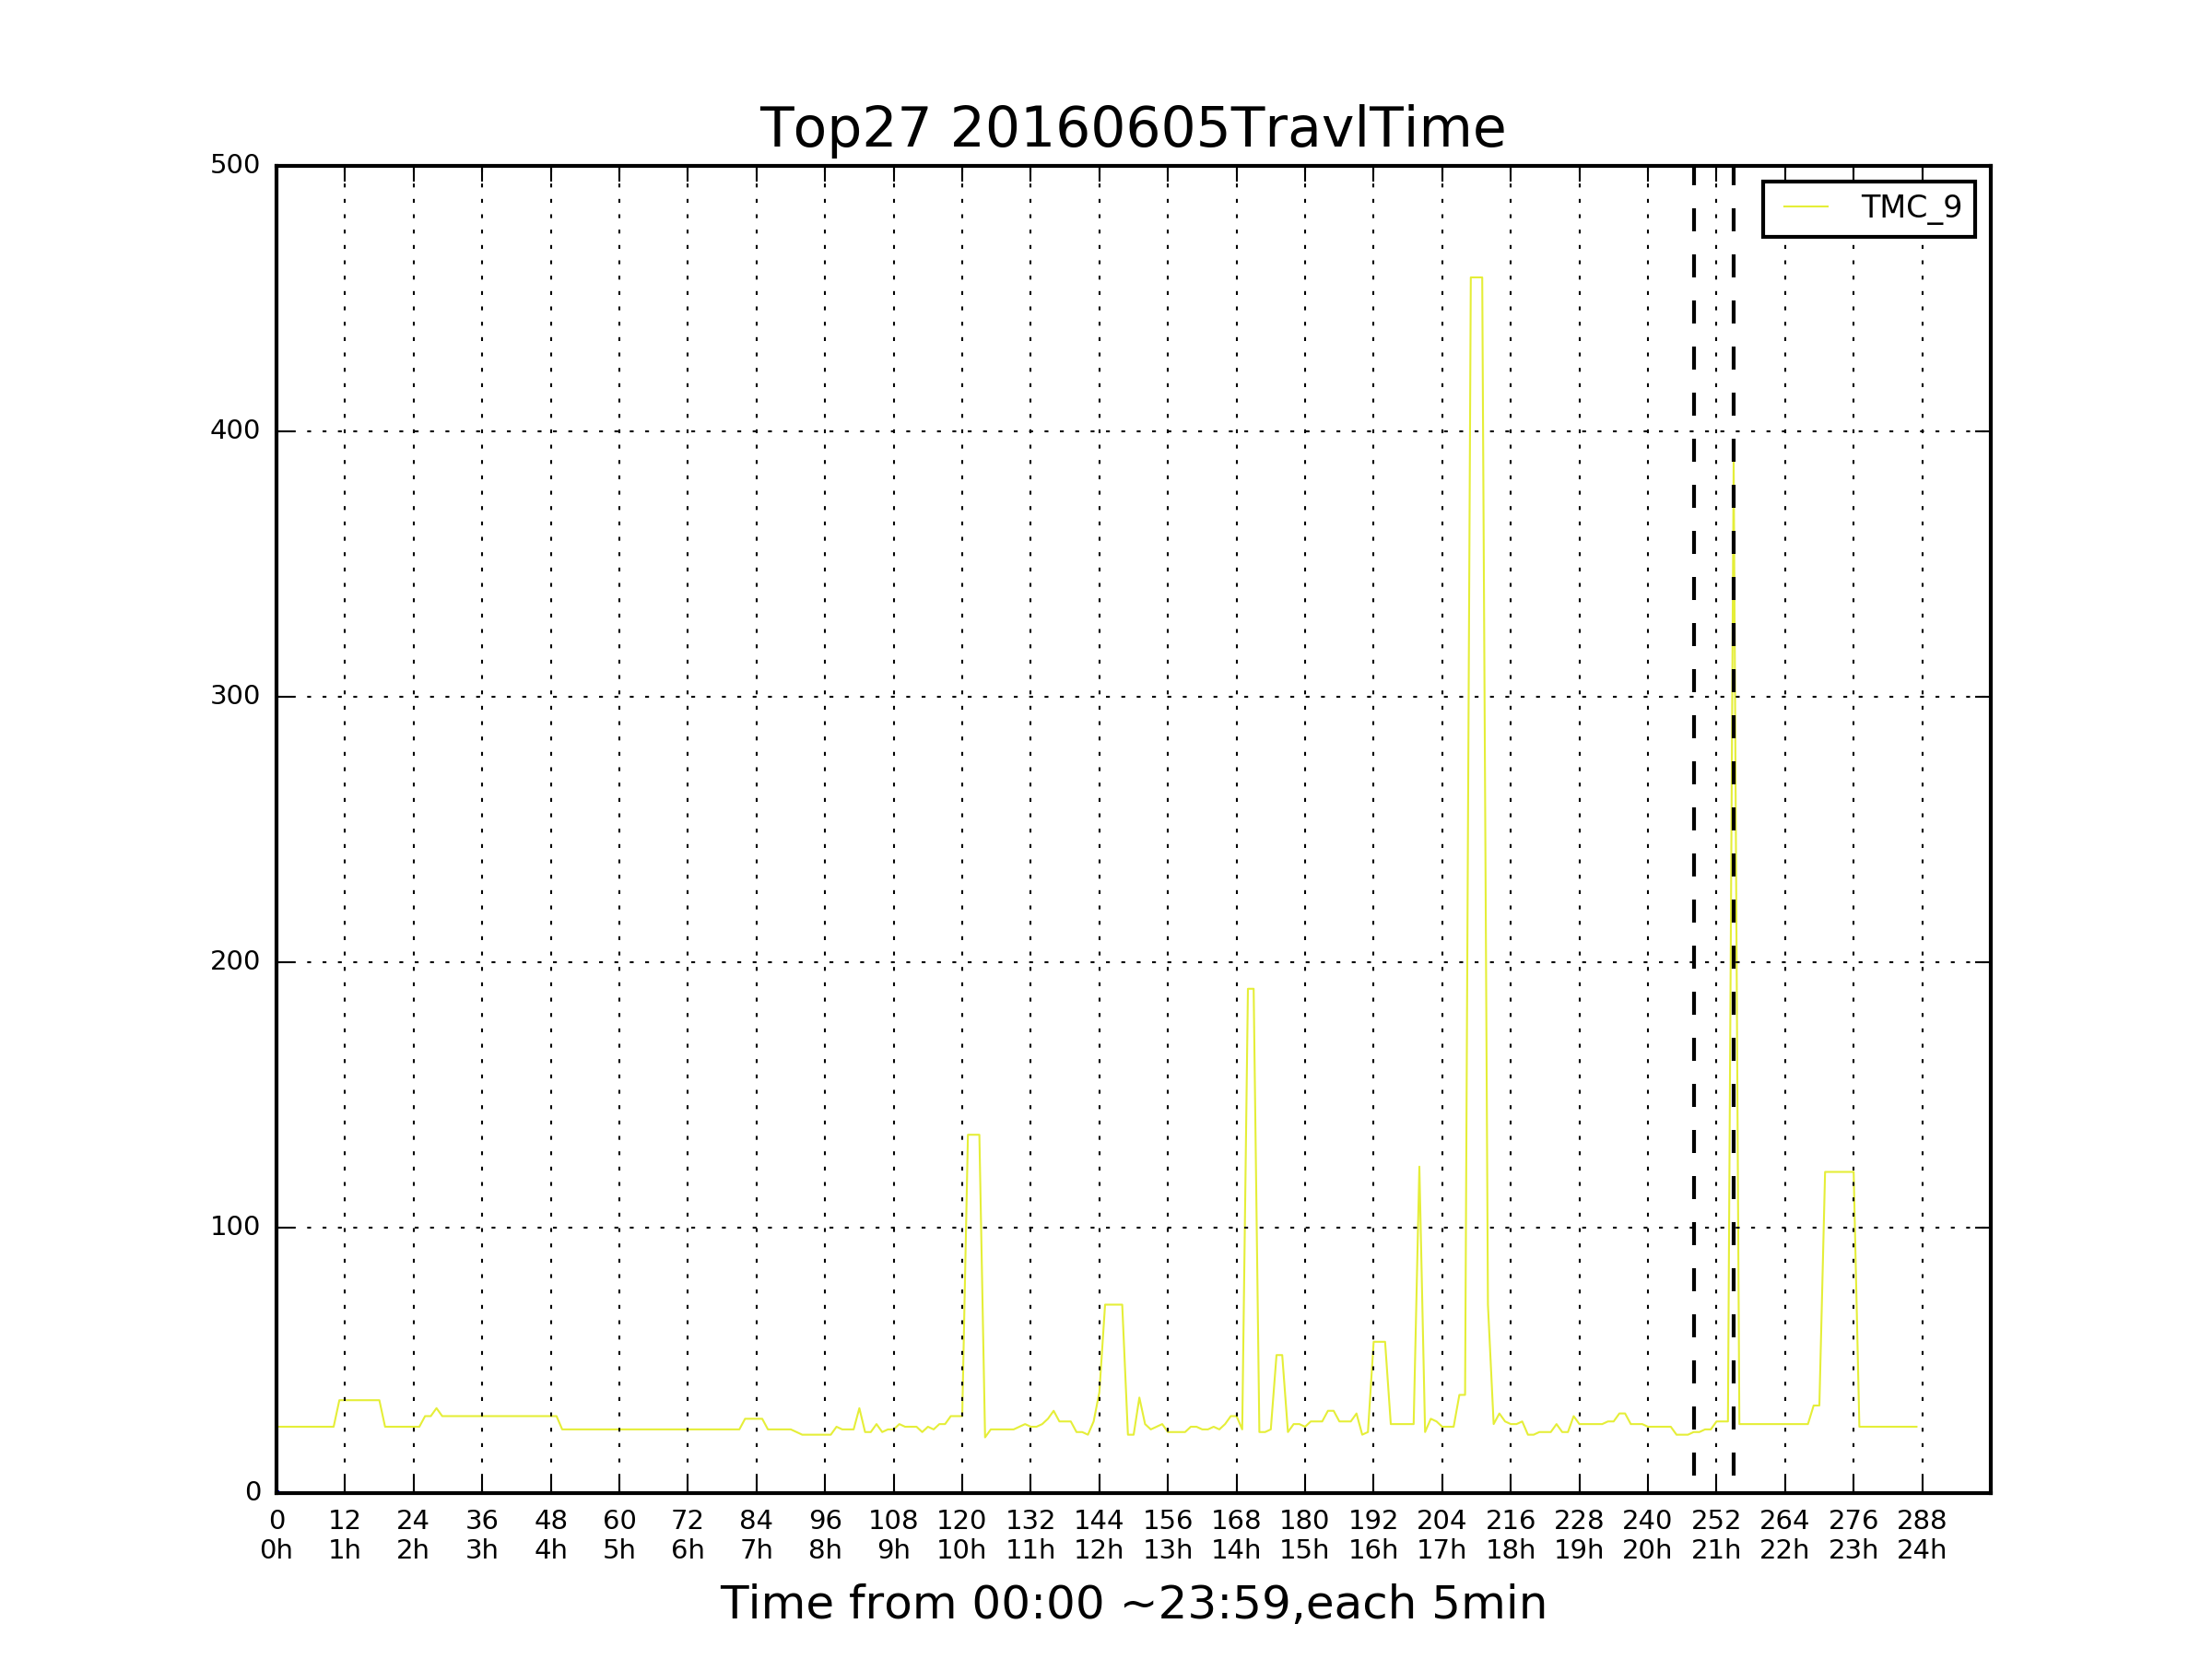 Top27 20160605TravlTime
TMC_9
500
400
300
200
100
0
0 12 24 36 48 60 72 84 96 108 120 132 144 156 168 180 192 204 216 228 240 252 264 276 288
0h 1h 2h 3h 4h 5h 6h 7h 8h 9h 10h 11h 12h 13h 14h 15h 16h 17h 18h 19h 20h 21h 22h 23h 24h
Time from 00:00 ~23:59,each 5min